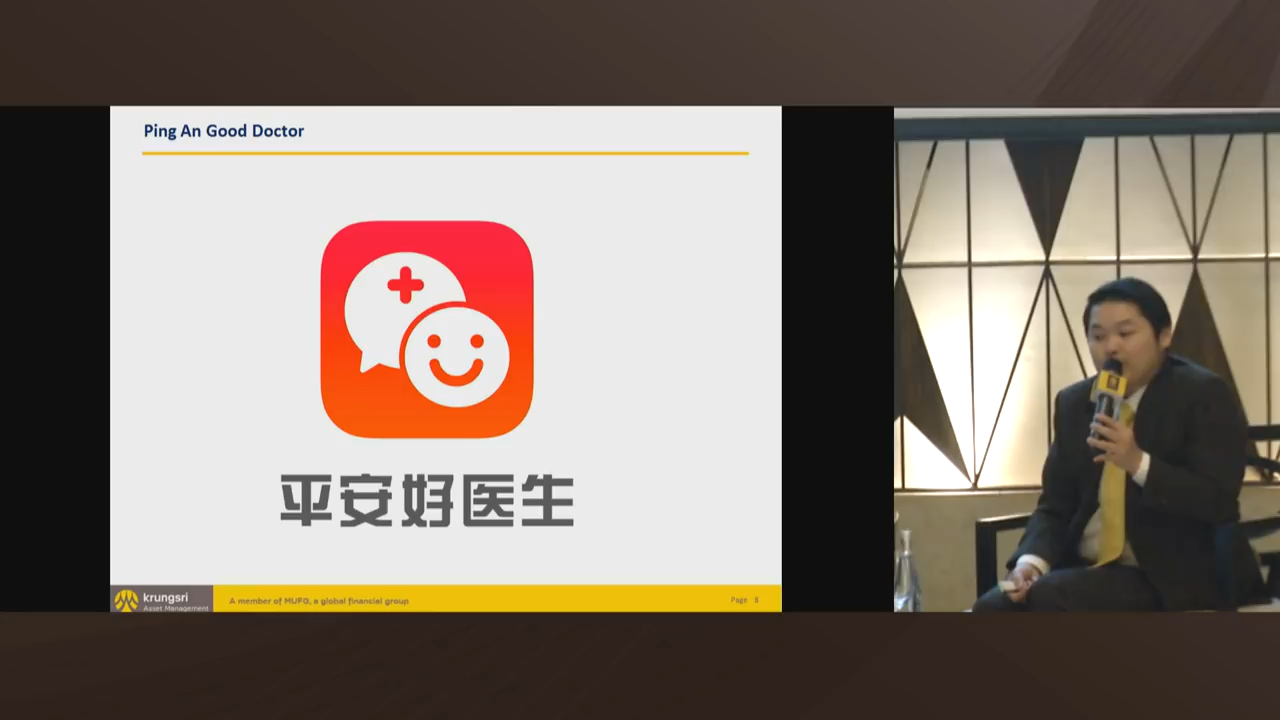 Ping An Good Doctor
平安好医生
krungsri
Asset Management
A member of MUFG, a global financial group
Page 8